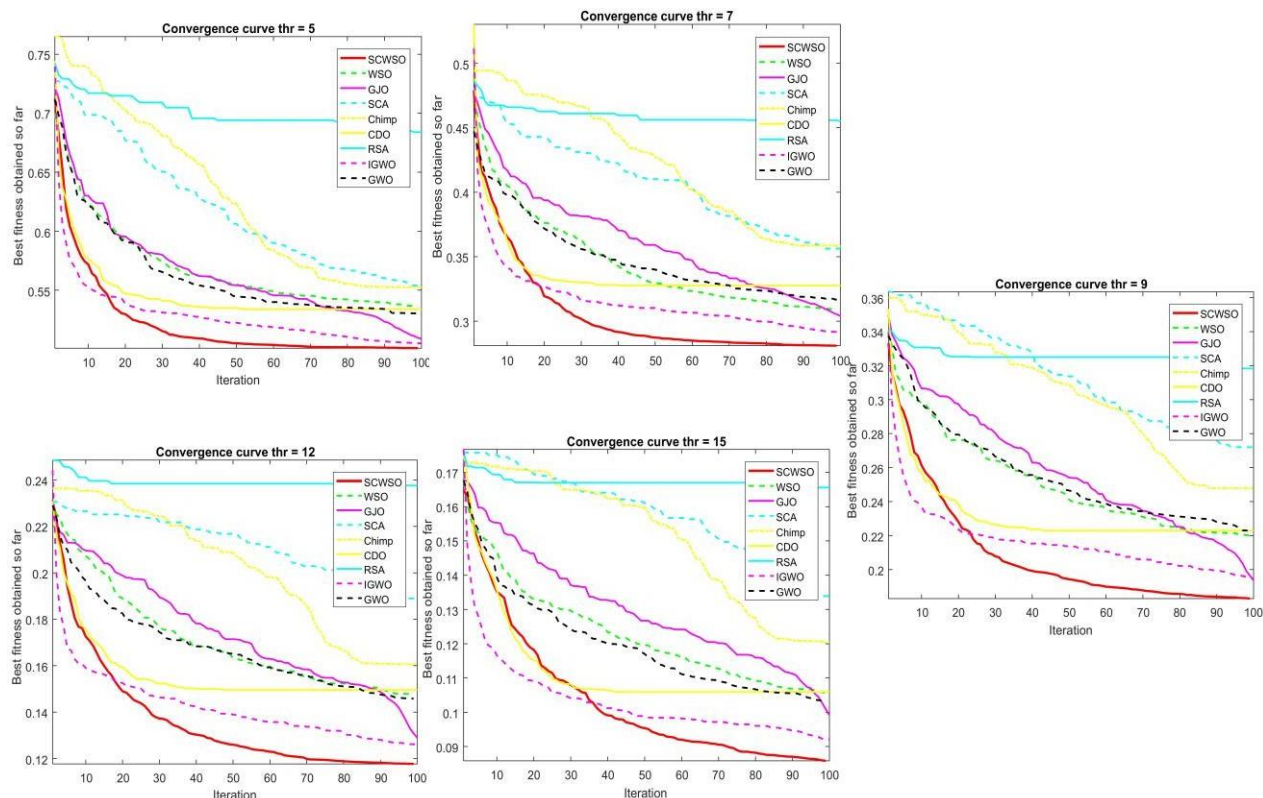 Convergence curve thr = 5
Best fitness obtained so far
0.75
0.7
0.65
0.6
0.55
10 20 30 40 50 60 70 80 90 100
Iteration
SCWSO
WSO
GJO
SCA
Chimp
CDO
RSA
IGWO
GWO
Convergence curve thr = 7
Best fitness obtained so far
0.5
0.45
0.4
0.35
0.3
10 20 30 40 50 60 70 80 90 100
Iteration
SCWSO
WSO
GJO
SCA
Chimp
CDO
RSA
IGWO
GWO
Convergence curve thr = 9
Best fitness obtained so far
0.36
0.34
0.32
0.3
0.28
0.26
0.24
0.22
0.2
10 20 30 40 50 60 70 80 90 100
Iteration
SCWSO
WSO
GJO
SCA
Chimp
CDO
RSA
IGWO
GWO
Convergence curve thr = 12
Best fitness obtained so far
0.24
0.22
0.2
0.18
0.16
0.14
0.12
10 20 30 40 50 60 70 80 90 100
Iteration
SCWSO
WSO
GJO
SCA
Chimp
CDO
RSA
IGWO
GWO
Convergence curve thr = 15
Best fitness obtained so far
0.17
0.16
0.15
0.14
0.13
0.12
0.11
0.1
0.09
10 20 30 40 50 60 70 80 90 100
Iteration
SCWSO
WSO
GJO
SCA
Chimp
CDO
RSA
IGWO
GWO